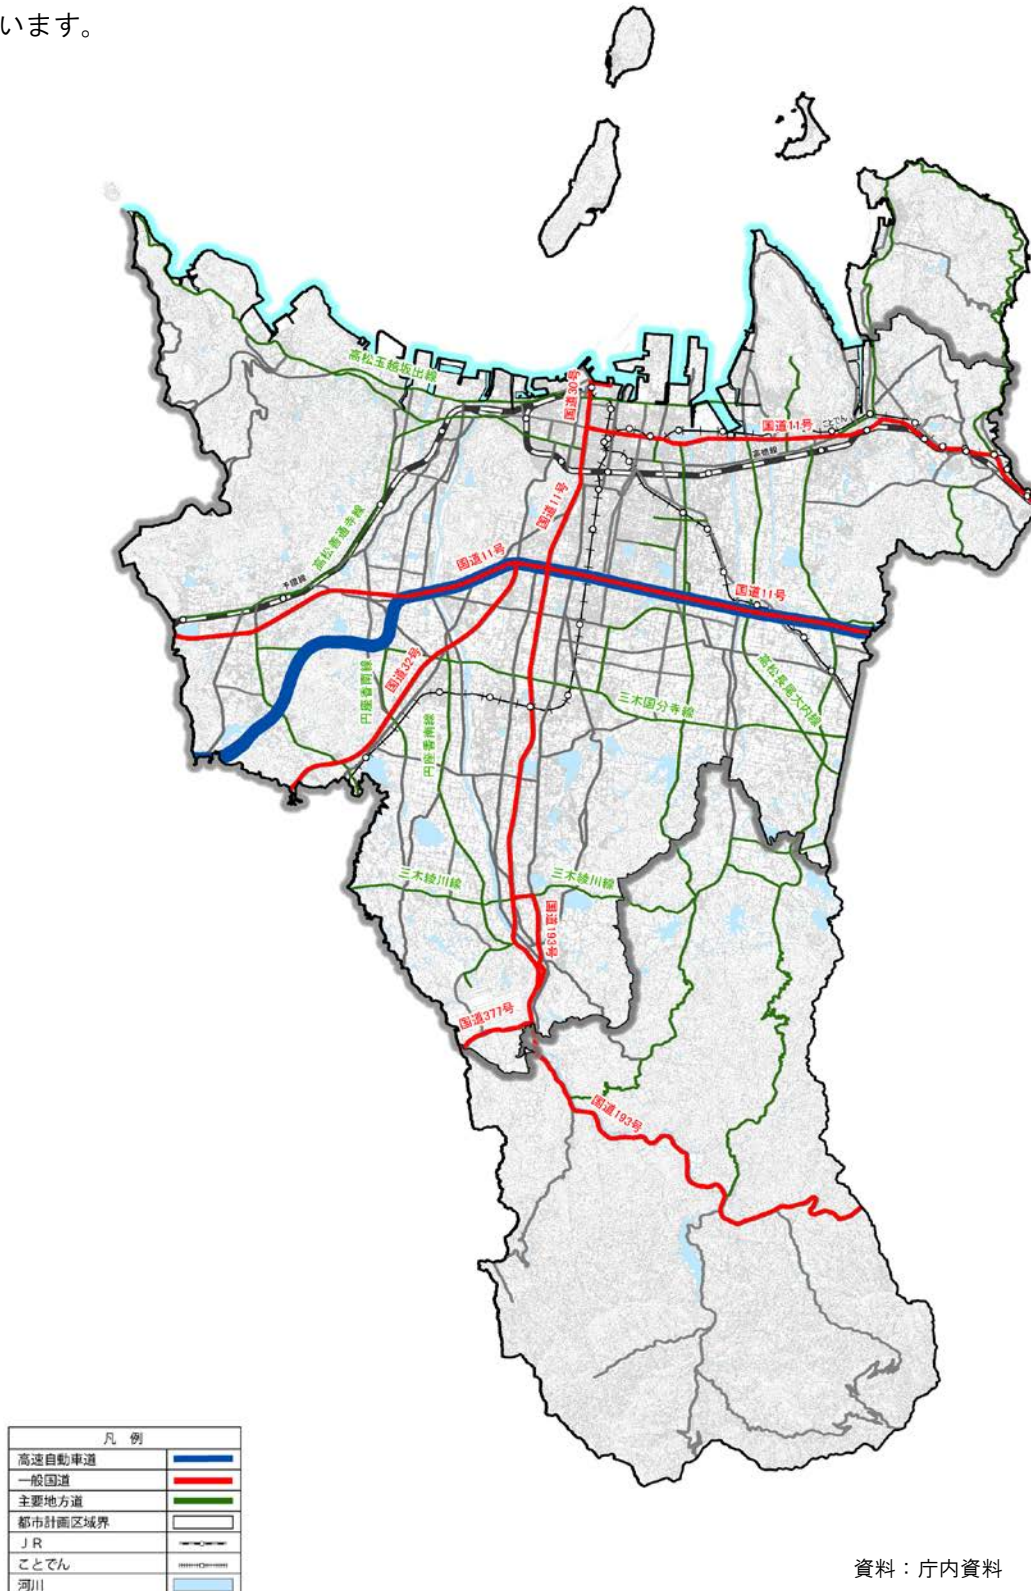 います。
高松玉越坂出線
国道30号
国道11号
ことでん
高徳線
国道11号
高松善通寺線
国道11号
予讃線
国道11号
国道32号
円座香南線
円座香南線
三木国分寺線
高松長尾大内線
三木綾川線
三木綾川線
国道193号
国道377号
国道193号
凡 例
高速自動車道
一般国道
主要地方道
都市計画区域界
ＪＲ
ことでん
河川
資料：庁内資料